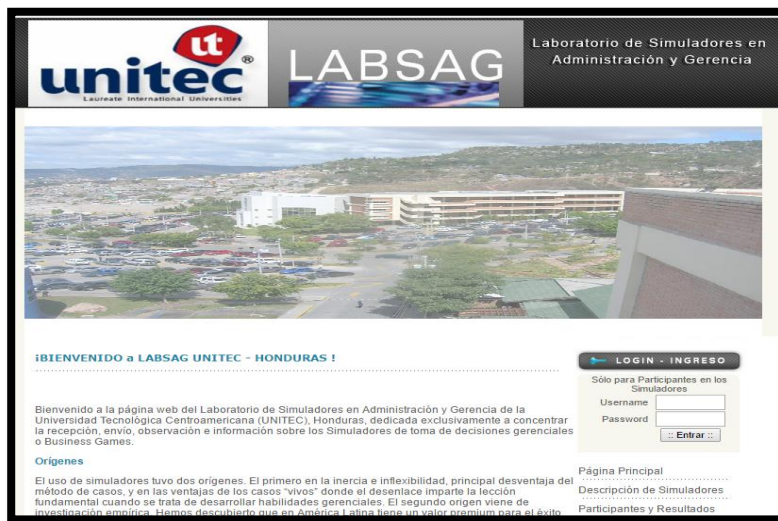 ut
unitec®
Laureate International Universities
LABSAG
Laboratorio de Simuladores en
Administración y Gerencia
¡BIENVENIDO a LABSAG UNITEC - HONDURAS !
Bienvenido a la página web del Laboratorio de Simuladores en Administración y Gerencia de la
Universidad Tecnológica Centroamericana (UNITEC), Honduras, dedicada exclusivamente a concentrar
la recepción, envío, observación e información sobre los Simuladores de toma de decisiones gerenciales
o Business Games.
Orígenes
El uso de simuladores tuvo dos orígenes. El primero en la inercia e inflexibilidad, principal desventaja del
método de casos, y en las ventajas de los casos "vivos" donde el desenlace imparte la lección
fundamental cuando se trata de desarrollar habilidades gerenciales. El segundo origen viene de
investigación empírica. Hemos descubierto que en América Latina tiene un valor premium para el éxito
LOGIN - INGRESO
Sólo para Participantes en los
Simuladores
Username
Password
:: Entrar ::
Página Principal
Descripción de Simuladores
Participantes y Resultados